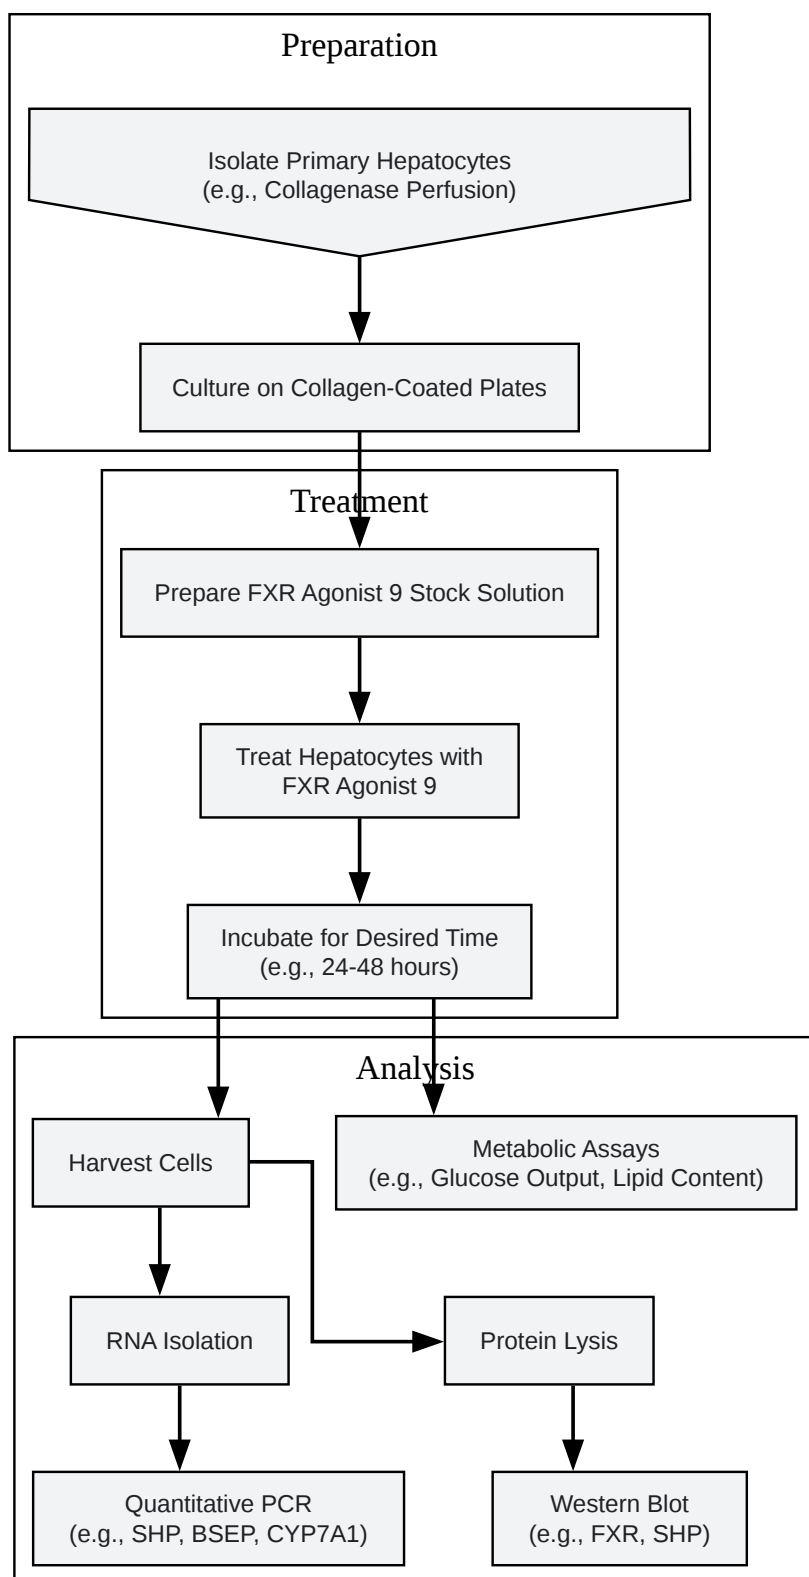 Preparation
Isolate Primary Hepatocytes
(e.g., Collagenase Perfusion)
Culture on Collagen-Coated Plates
Treatment
Prepare FXR Agonist 9 Stock Solution
Treat Hepatocytes with
FXR Agonist 9
Incubate for Desired Time
(e.g., 24-48 hours)
Analysis
Harvest Cells
Metabolic Assays
(e.g., Glucose Output, Lipid Content)
RNA Isolation
Protein Lysis
Quantitative PCR
(e.g., SHP, BSEP, CYP7A1)
Western Blot
(e.g., FXR, SHP)